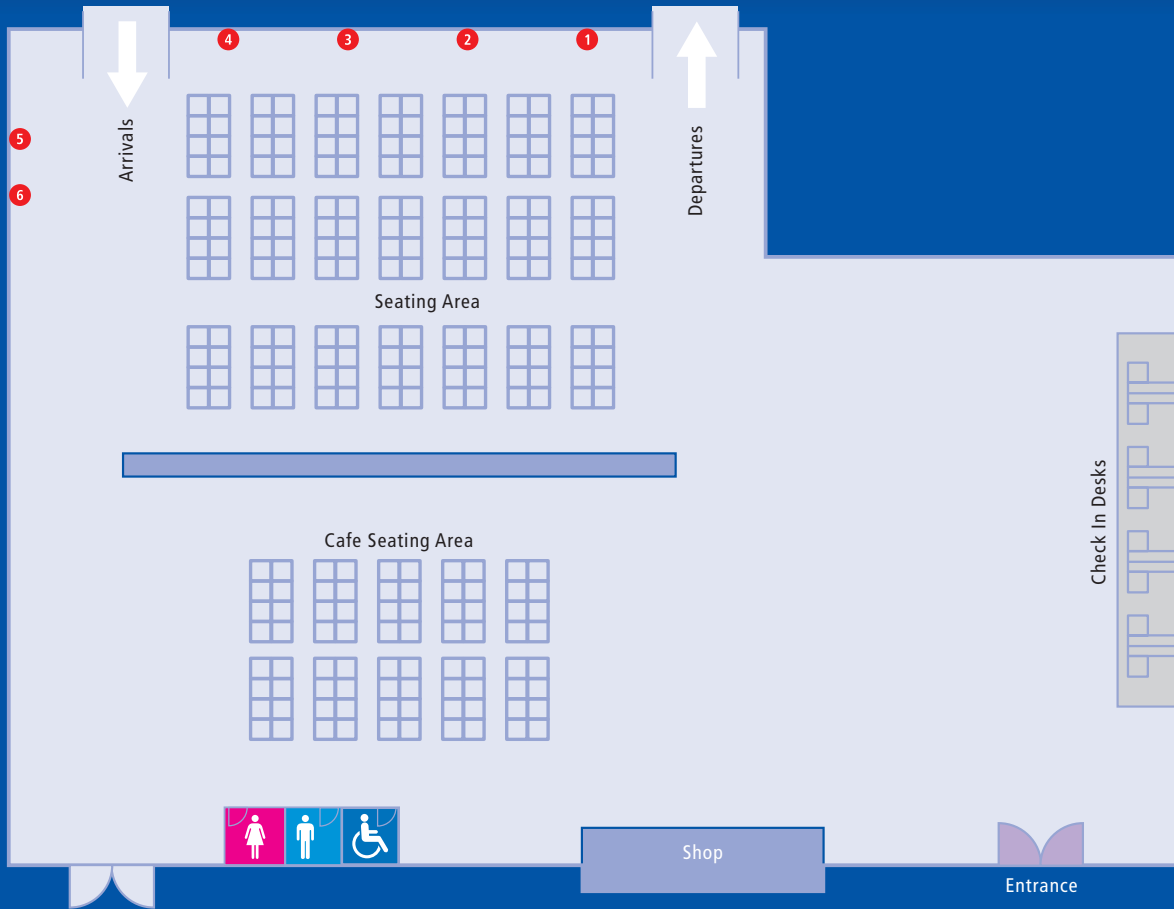 4
3
2
1
5
6
Arrivals
Departures
Seating Area
Cafe Seating Area
Check In Desks
Shop
Entrance